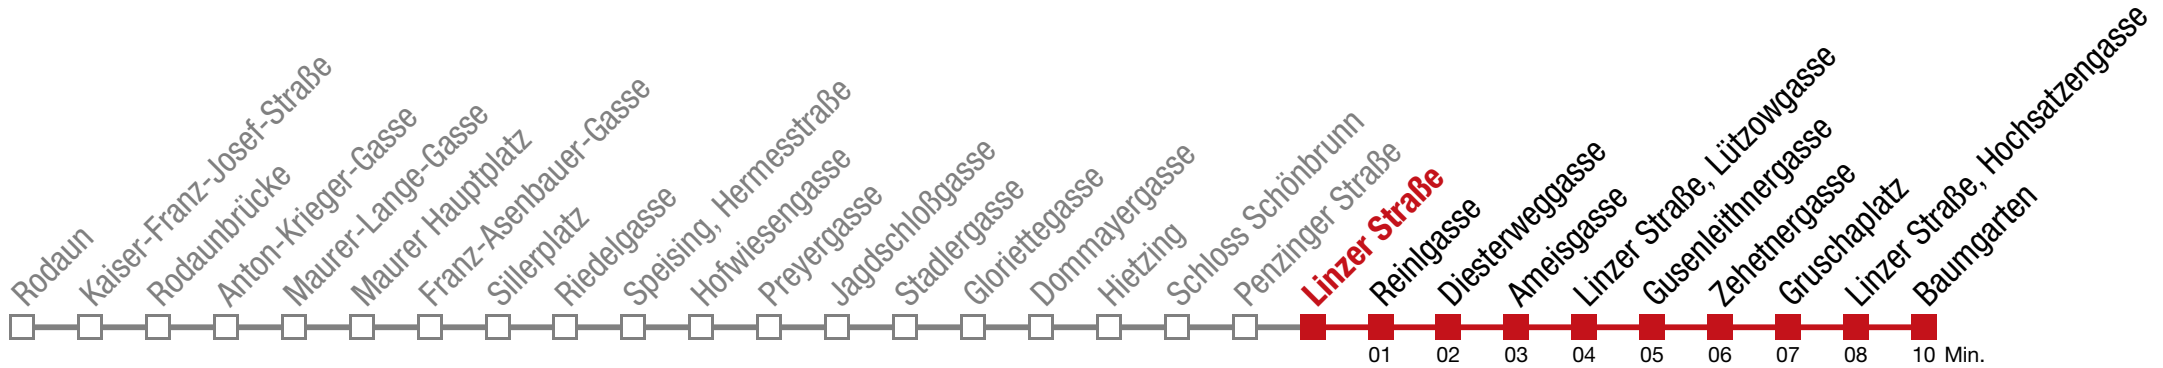 Rodaun
Kaiser-Franz-Josef-Straße
Rodaunbrücke
Anton-Krieger-Gasse
Maurer-Lange-Gasse
Maurer Hauptplatz
Franz-Asenbauer-Gasse
Sillerplatz
Riedelgasse
Speising, Hermesstraße
Hofwiesengasse
Preyergasse
Jagdschloßgasse
Stadlergasse
Gloriettegasse
Dommayergasse
Hietzing
Schloss Schönbrunn
Penzinger Straße
Linzer Straße
Reinlgasse
Diesterweggasse
Ameisgasse
Linzer Straße, Lützowgasse
Gusenleithnergasse
Zehetnergasse
Gruschaplatz
Linzer Straße, Hochsatzengasse
Baumgarten
01 02 03 04 05 06 07 08 10 Min.